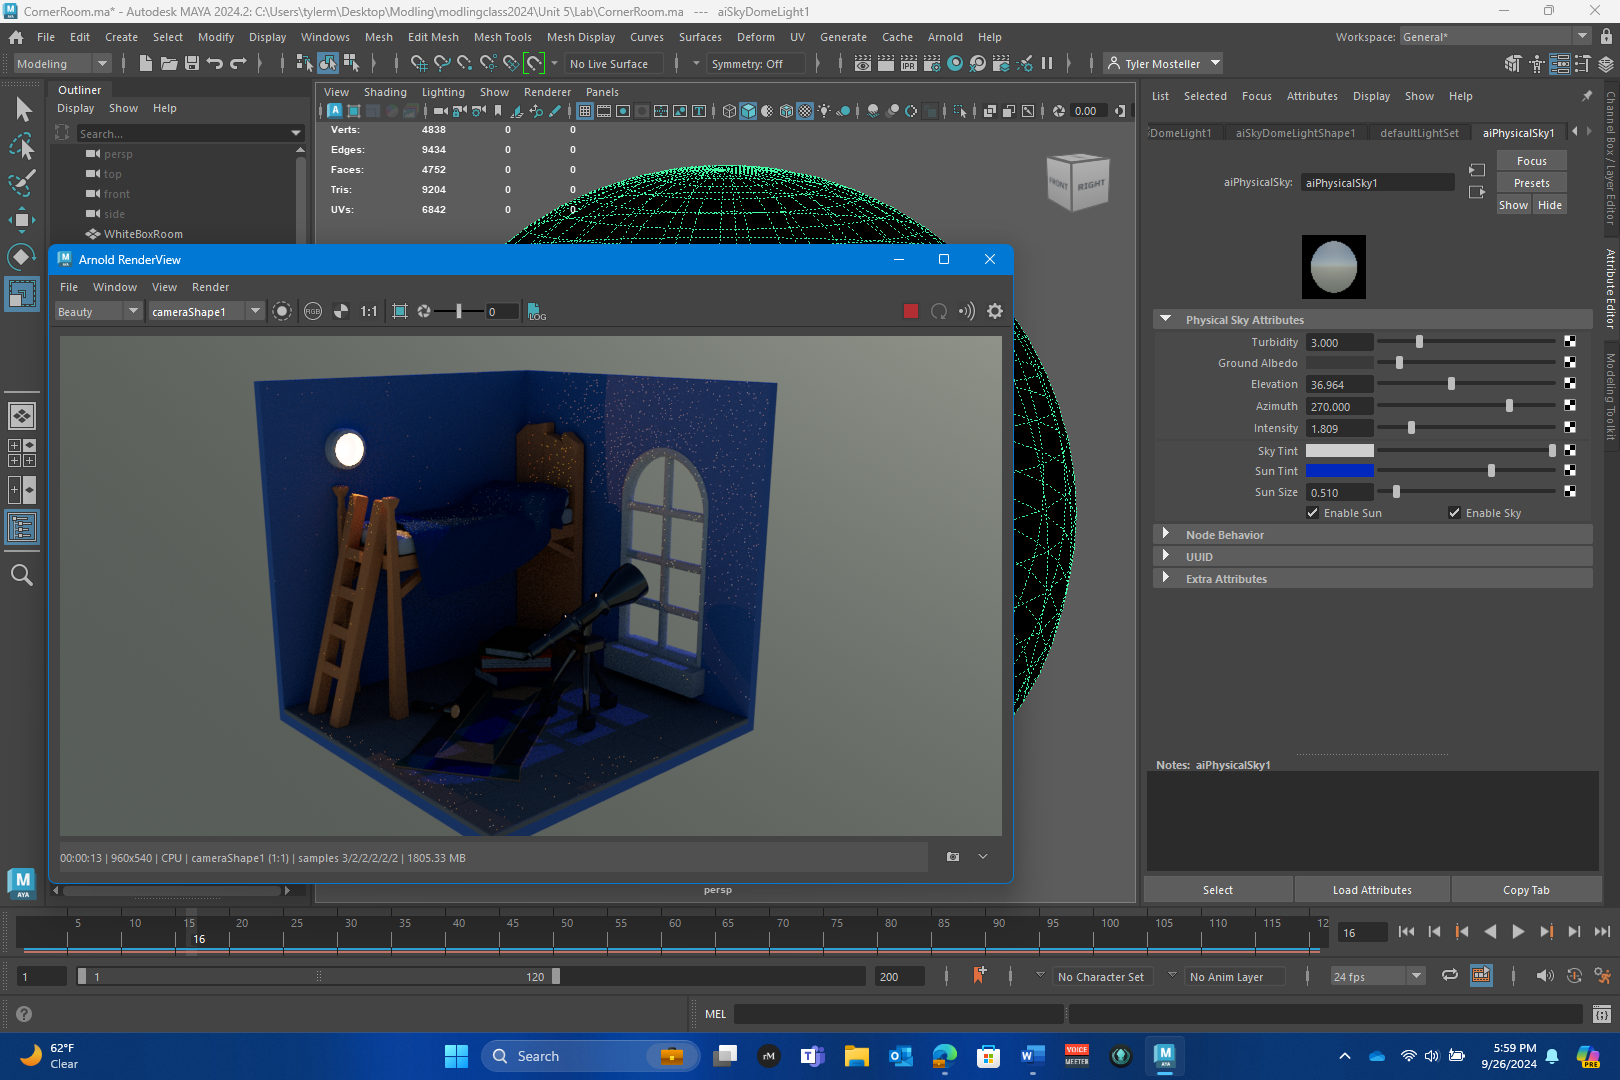 CornerRoom.ma* - Autodesk MAYA 2024.2: C:\Users\tylerm\Desktop\Modling\modlingclass2024\Unit 5\Lab\CornerRoom.ma --- aiSkyDomeLight1
File Edit Create Select Modify Display Windows Mesh Edit Mesh Mesh Tools Mesh Display Curves Surfaces Deform UV Generate Cache Arnold Help
Workspace: General*
Modeling
No Live Surface
Symmetry: Off
IPR
Tyler Mosteller
Outliner
Display Show Help
Search...
persp
top
front
side
WhiteBoxRoom
View Shading Lighting Show Renderer Panels
0.00
Verts: 4838 0 0
Edges: 9434 0 0
Faces: 4752 0 0
Tris: 9204 0 0
UVs: 6842 0 0
FRONT RIGHT
Arnold RenderView
File Window View Render
Beauty
cameraShape1
RGB
1:1
0
LOG
00:00:13 | 960x540 | CPU | cameraShape1 (1:1) | samples 3/2/2/2/2/2 | 1805.33 MB
persp
List Selected Focus Attributes Display Show Help
DomeLight1 aiSkyDomeLightShape1 defaultLightSet aiPhysicalSky1
aiPhysicalSky: aiPhysicalSky1
Focus
Presets
Show Hide
Physical Sky Attributes
Turbidity 3.000
Ground Albedo
Elevation 36.964
Azimuth 270.000
Intensity 1.809
Sky Tint
Sun Tint
Sun Size 0.510
Enable Sun Enable Sky
Node Behavior
UUID
Extra Attributes
Notes: aiPhysicalSky1
Select Load Attributes Copy Tab
Channel Box / Layer Editor
Attribute Editor
Modeling Toolkit
M
AYA
5 10 15 20 25 30 35 40 45 50 55 60 65 70 75 80 85 90 95 100 105 110 115 12
16
16
1
1
120
200
No Character Set
No Anim Layer
24 fps
MEL
62°F
Clear
Search
rM
VOICE
MEETER
PRE
5:59 PM
9/26/2024